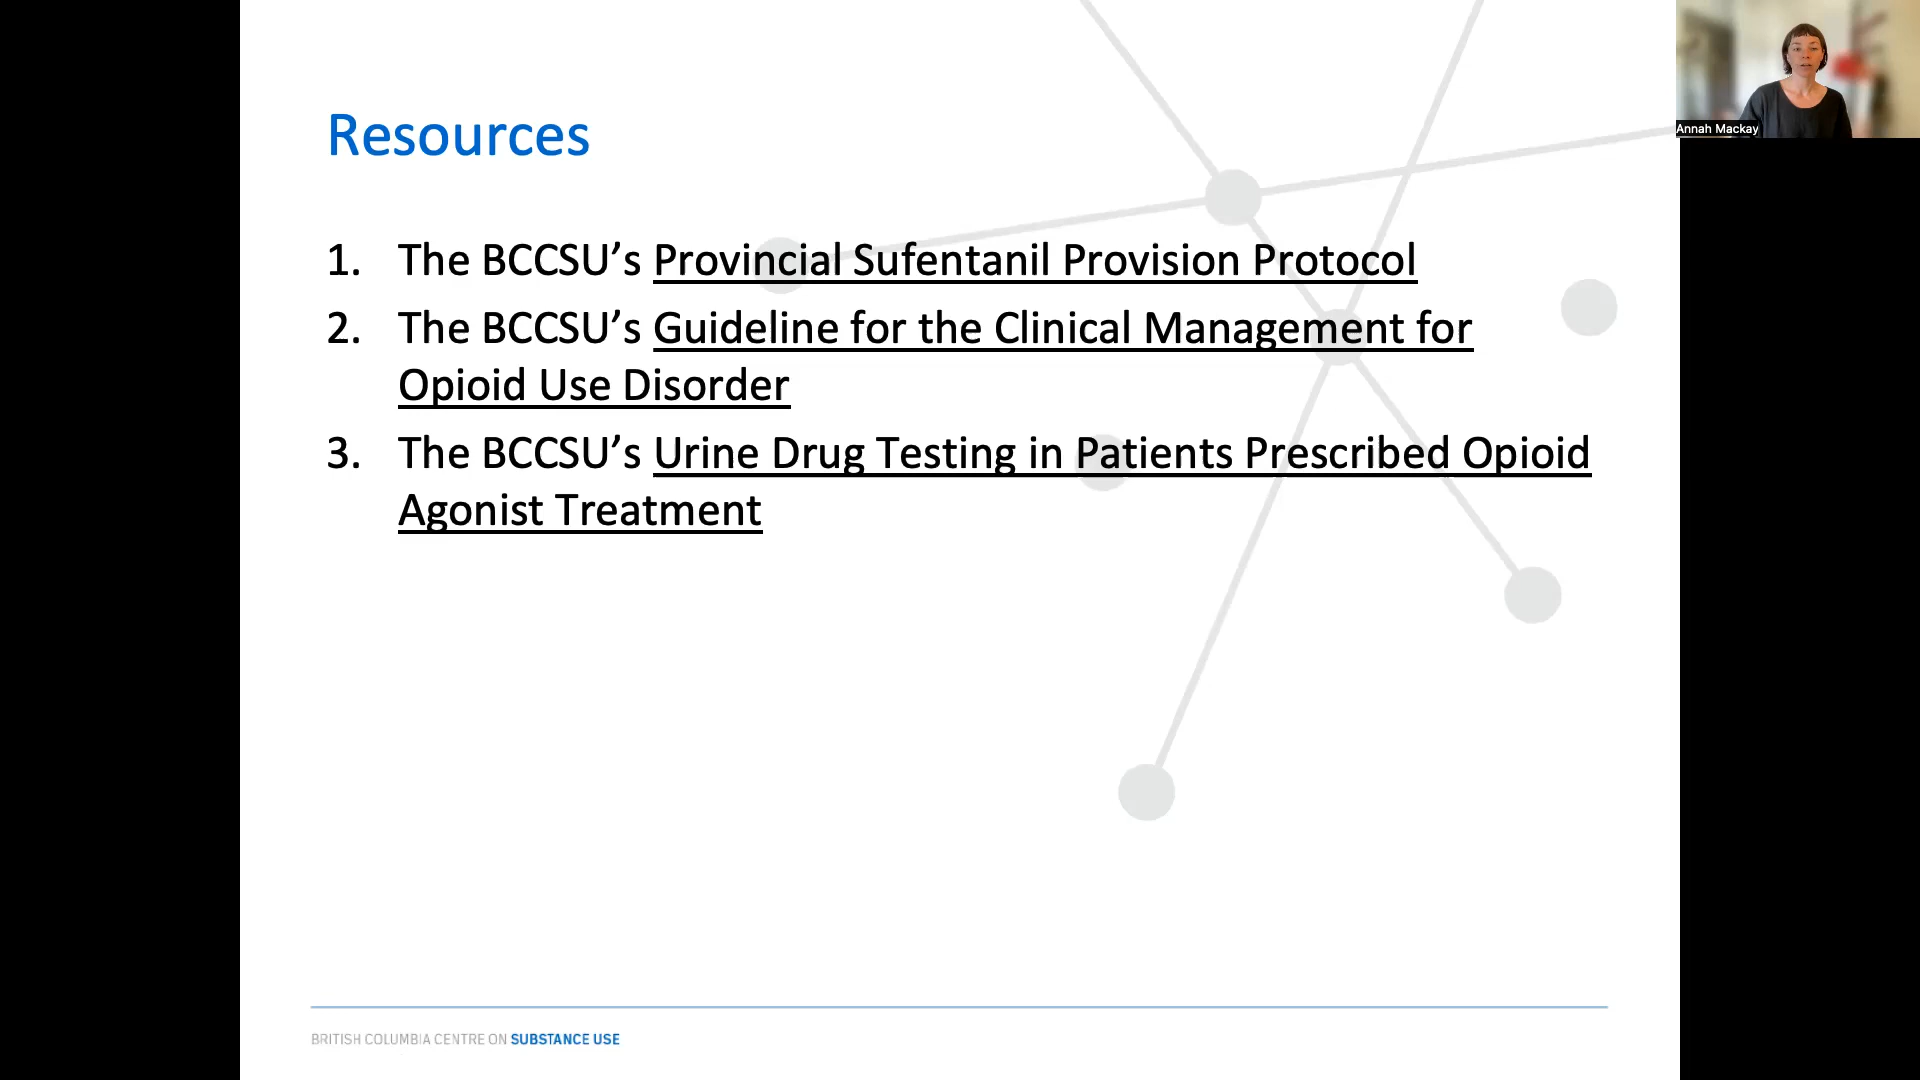 Annah Mackay
Resources
1. The BCCSU’s Provincial Sufentanil Provision Protocol
2. The BCCSU’s Guideline for the Clinical Management for
Opioid Use Disorder
3. The BCCSU’s Urine Drug Testing in Patients Prescribed Opioid
Agonist Treatment
BRITISH COLUMBIA CENTRE ON SUBSTANCE USE